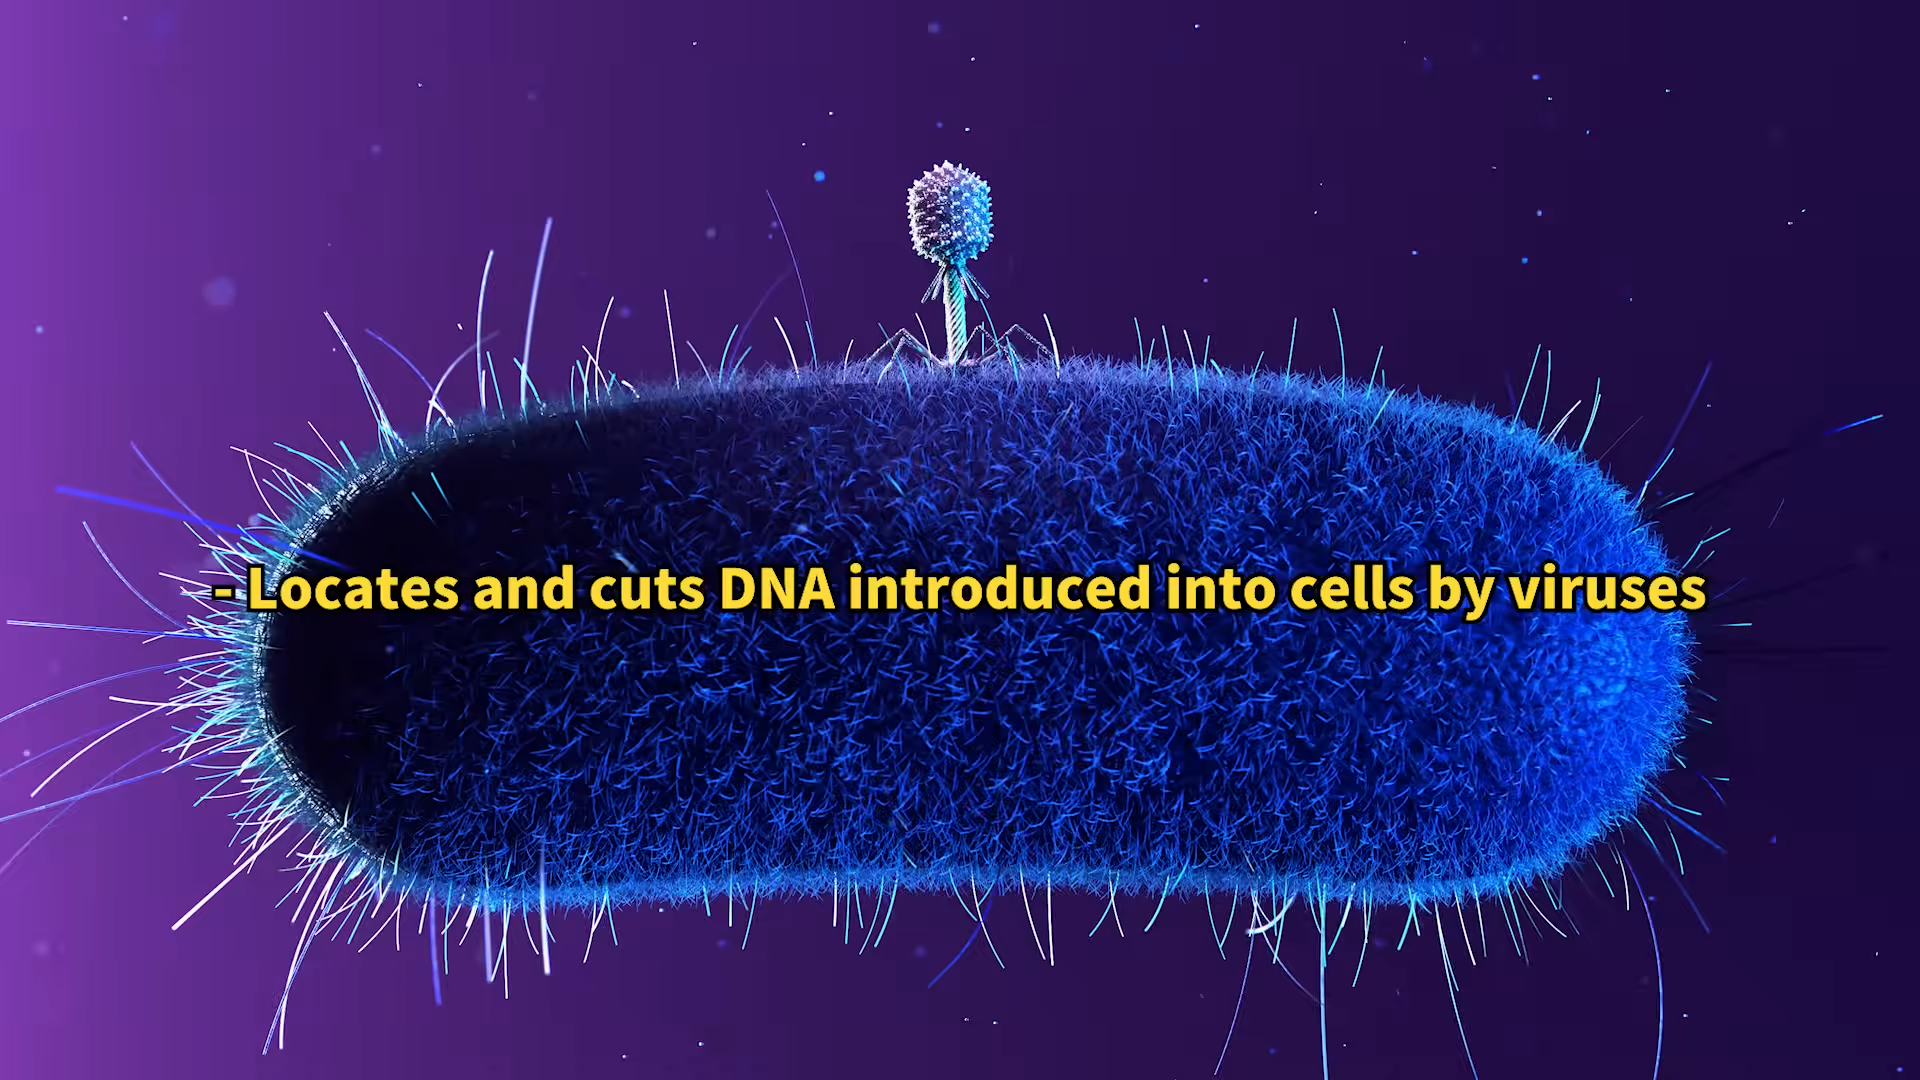 - Locates and cuts DNA introduced into cells by viruses